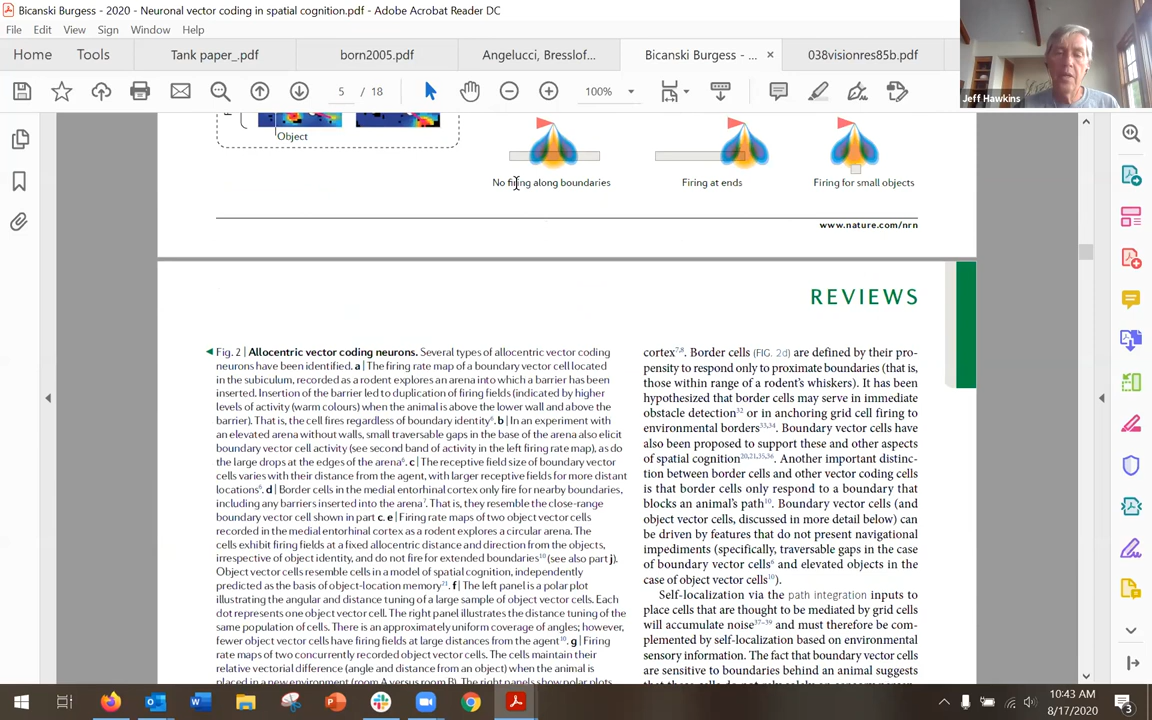 Bicanski Burgess - 2020 - Neuronal vector coding in spatial cognition.pdf - Adobe Acrobat Reader DC
File Edit View Sign Window Help
Home Tools Tank paper_.pdf born2005.pdf Angelucci, Bresslof... Bicanski Burgess - ... × 038visionres85b.pdf
5 / 18 100%
Jeff Hawkins
Object
No firing along boundaries Firing at ends Firing for small objects
www.nature.com/nrn
REVIEWS
Fig. 2 | Allocentric vector coding neurons. Several types of allocentric vector coding
neurons have been identified. a | The firing rate map of a boundary vector cell located
in the subiculum, recorded as a rodent explores an arena into which a barrier has been
inserted. Insertion of the barrier led to duplication of firing fields (indicated by higher
levels of activity (warm colours) when the animal is above the lower wall and above the
barrier). That is, the cell fires regardless of boundary identity⁶. b | In an experiment with
an elevated arena without walls, small traversable gaps in the base of the arena also elicit
boundary vector cell activity (see second band of activity in the left firing rate map), as do
the large drops at the edges of the arena⁶. c | The receptive field size of boundary vector
cells varies with their distance from the agent, with larger receptive fields for more distant
locations⁶. d | Border cells in the medial entorhinal cortex only fire for nearby boundaries,
including any barriers inserted into the arena⁷. That is, they resemble the close-range
boundary vector cell shown in part c. e | Firing rate maps of two object vector cells
recorded in the medial entorhinal cortex as a rodent explores a circular arena. The
cells exhibit firing fields at a fixed allocentric distance and direction from the objects,
irrespective of object identity, and do not fire for extended boundaries¹⁰ (see also part j).
Object vector cells resemble cells in a model of spatial cognition, independently
predicted as the basis of object-location memory²¹. f | The left panel is a polar plot
illustrating the angular and distance tuning of a large sample of object vector cells. Each
dot represents one object vector cell. The right panel illustrates the distance tuning of the
same population of cells. There is an approximately uniform coverage of angles; however,
fewer object vector cells have firing fields at large distances from the agent¹⁰. g | Firing
rate maps of two concurrently recorded object vector cells. The cells maintain their
relative vectorial difference (angle and distance from an object) when the animal is
placed in a new environment (room A versus room B). The right panels show polar plots
cortex⁷,⁸. Border cells (FIG. 2d) are defined by their pro-
pensity to respond only to proximate boundaries (that is,
those within range of a rodent's whiskers). It has been
hypothesized that border cells may serve in immediate
obstacle detection³² or in anchoring grid cell firing to
environmental borders³³,³⁴. Boundary vector cells have
also been proposed to support these and other aspects
of spatial cognition²⁰,²¹,³⁵,³⁶. Another important distinc-
tion between border cells and other vector coding cells
is that border cells only respond to a boundary that
blocks an animal's path¹⁰. Boundary vector cells (and
object vector cells, discussed in more detail below) can
be driven by features that do not present navigational
impediments (specifically, traversable gaps in the case
of boundary vector cells⁶ and elevated objects in the
case of object vector cells¹⁰).
Self-localization via the path integration inputs to
place cells that are thought to be mediated by grid cells
will accumulate noise³⁷⁻³⁹ and must therefore be com-
plemented by self-localization based on environmental
sensory information. The fact that boundary vector cells
are sensitive to boundaries behind an animal suggests
10:43 AM
8/17/2020
3